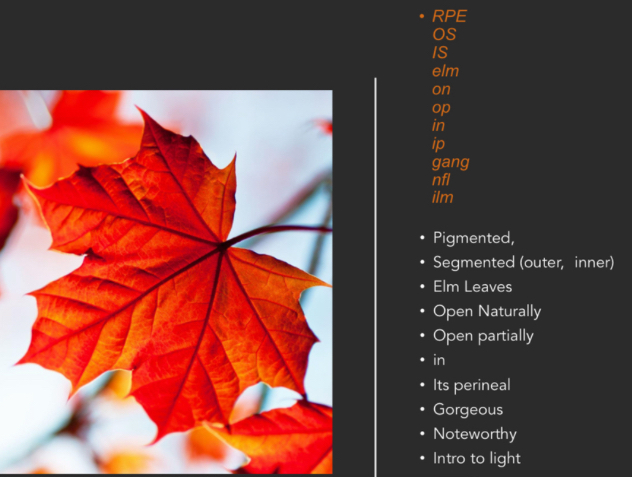 • RPE
OS
IS
elm
on
op
in
ip
gang
nfl
ilm
• Pigmented,
• Segmented (outer, inner)
• Elm Leaves
• Open Naturally
• Open partially
• in
• Its perineal
• Gorgeous
• Noteworthy
• Intro to light